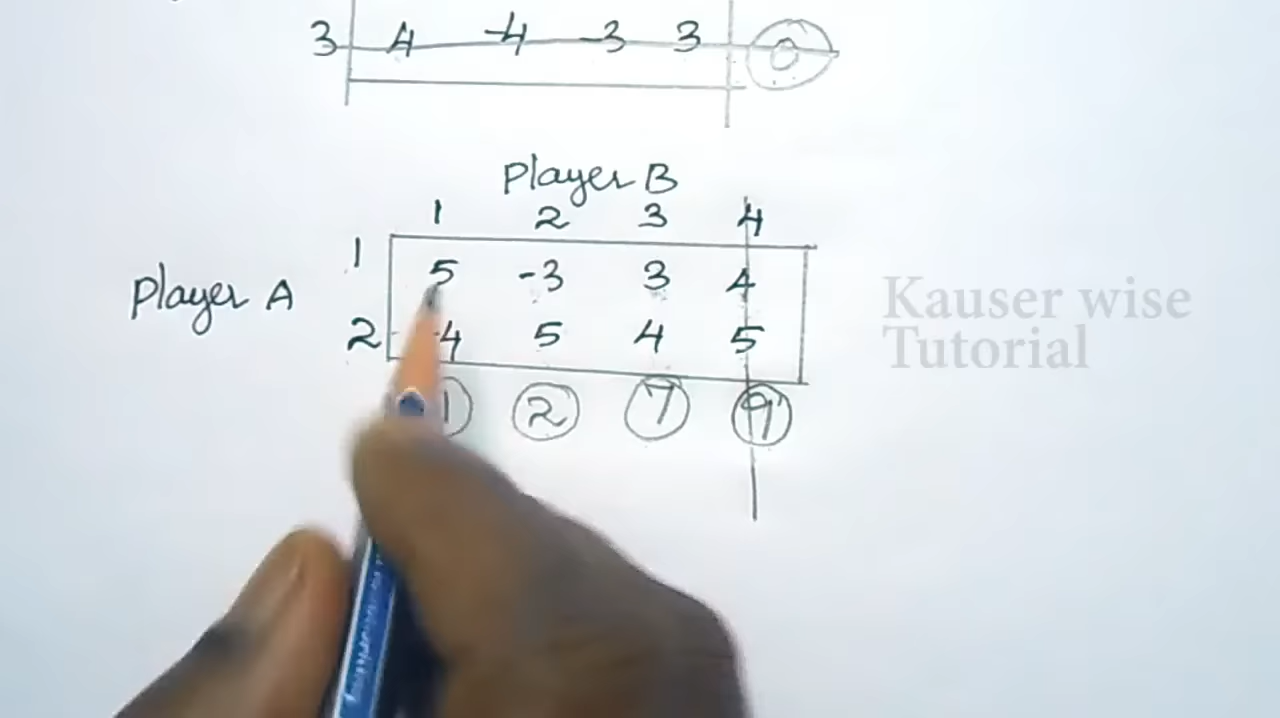 3 4 -4 -3 3 0
Player B
1 2 3 4
1 5 -3 3 4
Player A
2 -4 5 4 5
1 2 7 9
Kauser wise
Tutorial